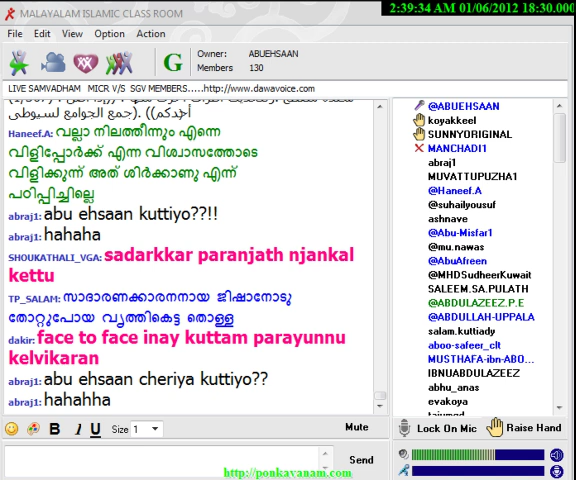 MALAYALAM ISLAMIC CLASS ROOM
2:39:34 AM 01/06/2012 18:30.000
File Edit View Option Action
G
Owner: ABUEHSAAN
Members 130
LIVE SAMVADHAM MICR V/S SGV MEMBERS.....http://www.dawavoice.com
أحدكم)). ((جمع الجوامع لسيوطى
Haneef.A: വല്ലാ നിലത്തീന്നും എന്നെ
വിളിപ്പോർക്ക് എന്ന വിശ്വാസത്തോടെ
വിളിക്കുന്ന് അത് ശിർക്കാണു എന്ന്
പഠിപ്പിച്ചില്ലെ
abraj1: abu ehsaan kuttiyo??!!
abraj1: hahaha
SHOUKATHALI_VGA: sadarkkar paranjath njankal
kettu
TP_SALAM: സാദാരണക്കാരനനായ ജിഷാനോടു
തോറ്റുപോയ വൃത്തികെട്ട തൊള്ള
dakir: face to face inay kuttam parayunnu
kelvikaran
abraj1: abu ehsaan cheriya kuttiyo??
abraj1: hahahha
@ABUEHSAAN
koyakkeel
SUNNYORIGINAL
MANCHADI1
abraj1
MUVATTUPUZHA1
@Haneef.A
@suhailyousuf
ashnave
@Abu-Misfar1
@mu.nawas
@AbuAfreen
@MHDSudheerKuwait
SALEEM.SA.PULATH
@ABDULAZEEZ.P.E
@ABDULLAH-UPPALA
salam.kuttiady
aboo-safeer_clt
MUSTHAFA-ibn-ABO...
IBNUABDULAZEEZ
abhu_anas
evakoya
B I U Size 1 Mute
Lock On Mic Raise Hand
Send
http://ponkavanam.com